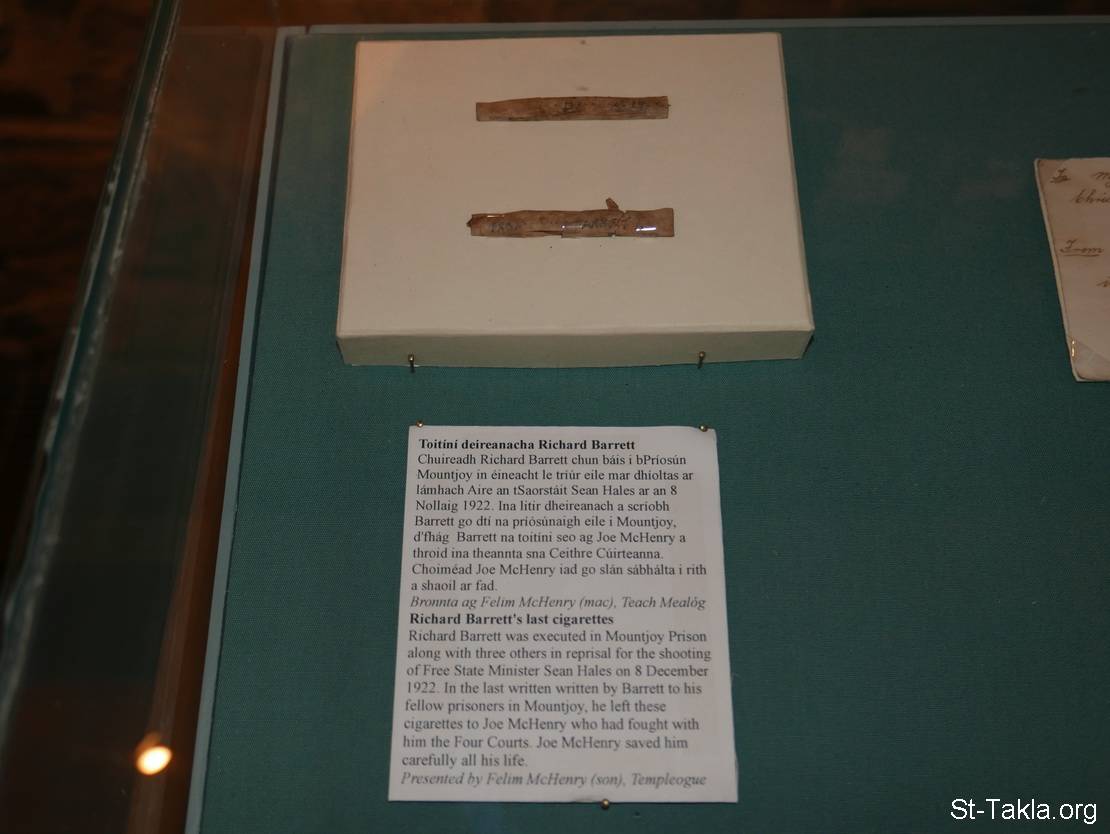 Toitíní deireanacha Richard Barrett
Chuireadh Richard Barrett chun báis i bPríosún
Mountjoy in éineacht le triúr eile mar dhíoltas ar
lámhach Aire an tSaorstáit Sean Hales ar an 8
Nollaig 1922. Ina litir dheireanach a scríobh
Barrett go dtí na príosúnaigh eile i Mountjoy,
d'fhág Barrett na toitíní seo ag Joe McHenry a
throid ina theannta sna Ceithre Cúirteanna.
Choiméad Joe McHenry iad go slán sábhálta i rith
a shaoil ar fad.
Bronnta ag Felim McHenry (mac), Teach Mealóg
Richard Barrett's last cigarettes
Richard Barrett was executed in Mountjoy Prison
along with three others in reprisal for the shooting
of Free State Minister Sean Hales on 8 December
1922. In the last written written by Barrett to his
fellow prisoners in Mountjoy, he left these
cigarettes to Joe McHenry who had fought with
him the Four Courts. Joe McHenry saved him
carefully all his life.
Presented by Felim McHenry (son), Templeogue
To
From
St-Takla.org